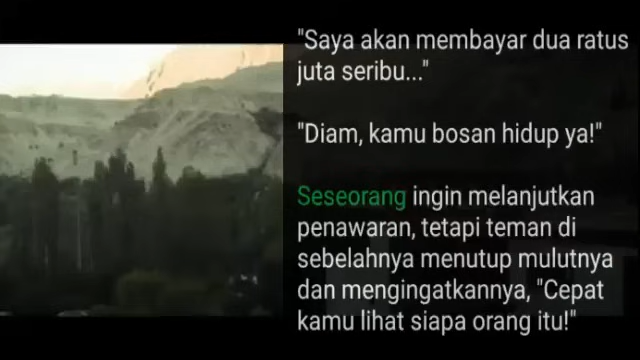 "Saya akan membayar dua ratus
juta seribu..."
"Diam, kamu bosan hidup ya!"
Seseorang ingin melanjutkan
penawaran, tetapi teman di
sebelahnya menutup mulutnya
dan mengingatkannya, "Cepat
kamu lihat siapa orang itu!"